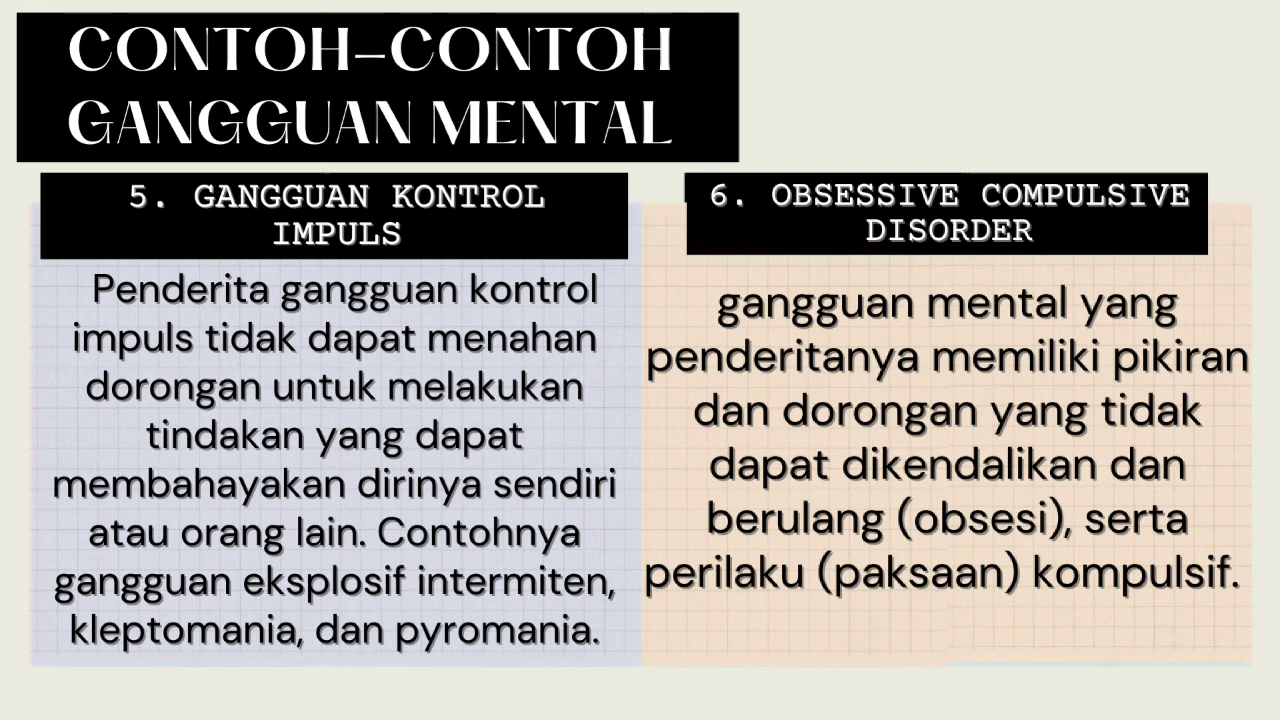 CONTOH-CONTOH
GANGGUAN MENTAL
5. GANGGUAN KONTROL
IMPULS
Penderita gangguan kontrol
impuls tidak dapat menahan
dorongan untuk melakukan
tindakan yang dapat
membahayakan dirinya sendiri
atau orang lain. Contohnya
gangguan eksplosif intermiten,
kleptomania, dan pyromania.
6. OBSESSIVE COMPULSIVE
DISORDER
gangguan mental yang
penderitanya memiliki pikiran
dan dorongan yang tidak
dapat dikendalikan dan
berulang (obsesi), serta
perilaku (paksaan) kompulsif.